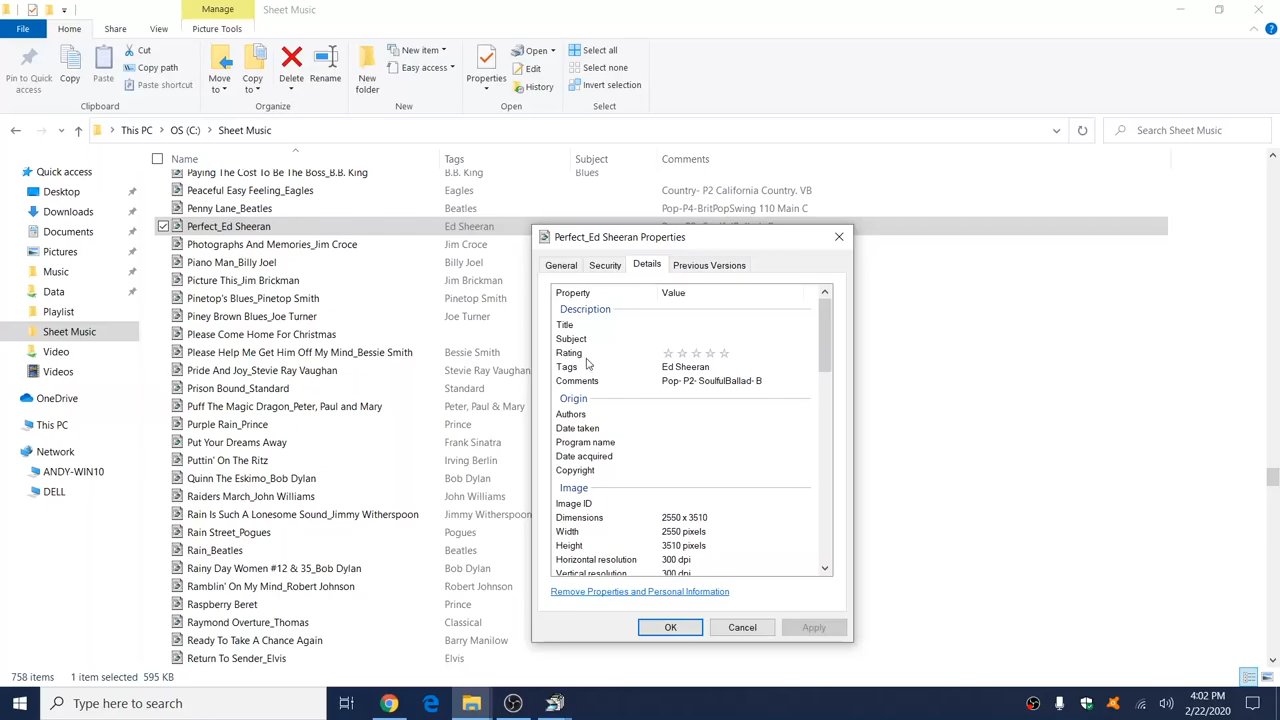 Manage
Sheet Music
File
Home
Share
View
Picture Tools
Pin to Quick access
Copy
Paste
Cut
Copy path
Paste shortcut
Clipboard
Move to
Copy to
Delete
Rename
Organize
New folder
New item
Easy access
New
Properties
Open
Edit
History
Open
Select all
Select none
Invert selection
Select
This PC
OS (C:)
Sheet Music
Search Sheet Music
Name Tags Subject Comments
Quick access
Desktop
Downloads
Documents
Pictures
Music
Data
Playlist
Sheet Music
Video
Videos
OneDrive
This PC
Network
ANDY-WIN10
DELL
Paying The Cost To Be The Boss_B.B. King B.B. King Blues
Peaceful Easy Feeling_Eagles Eagles Country- P2 California Country. VB
Penny Lane_Beatles Beatles Pop-P4-BritPopSwing 110 Main C
Perfect_Ed Sheeran Ed Sheeran
Photographs And Memories_Jim Croce Jim Croce
Piano Man_Billy Joel Billy Joel
Picture This_Jim Brickman Jim Brickman
Pinetop's Blues_Pinetop Smith Pinetop Smith
Piney Brown Blues_Joe Turner Joe Turner
Please Come Home For Christmas
Please Help Me Get Him Off My Mind_Bessie Smith Bessie Smith
Pride And Joy_Stevie Ray Vaughan Stevie Ray Vaughan
Prison Bound_Standard Standard
Puff The Magic Dragon_Peter, Paul and Mary Peter, Paul & Mary
Purple Rain_Prince Prince
Put Your Dreams Away Frank Sinatra
Puttin' On The Ritz Irving Berlin
Quinn The Eskimo_Bob Dylan Bob Dylan
Raiders March_John Williams John Williams
Rain Is Such A Lonesome Sound_Jimmy Witherspoon Jimmy Witherspoon
Rain Street_Pogues Pogues
Rain_Beatles Beatles
Rainy Day Women #12 & 35_Bob Dylan Bob Dylan
Ramblin' On My Mind_Robert Johnson Robert Johnson
Raspberry Beret Prince
Raymond Overture_Thomas Classical
Ready To Take A Chance Again Barry Manilow
Return To Sender_Elvis Elvis
Perfect_Ed Sheeran Properties
General Security Details Previous Versions
Property Value
Description
Title
Subject
Rating
Tags Ed Sheeran
Comments Pop- P2- SoulfulBallad- B
Origin
Authors
Date taken
Program name
Date acquired
Copyright
Image
Image ID
Dimensions 2550 x 3510
Width 2550 pixels
Height 3510 pixels
Horizontal resolution 300 dpi
Vertical resolution 300 dpi
Remove Properties and Personal Information
OK Cancel Apply
758 items 1 item selected 595 KB
Type here to search
4:02 PM
2/22/2020